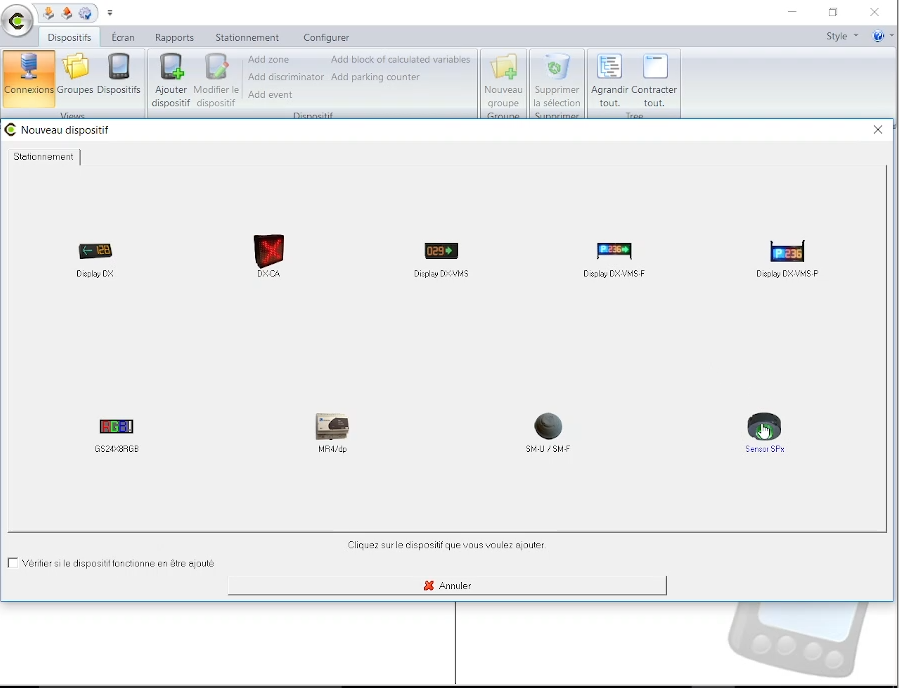 Dispositifs Écran Rapports Stationnement Configurer Style
Connexions Groupes Dispositifs
Views
Ajouter dispositif
Modifier le dispositif
Add zone
Add discriminator
Add event
Add block of calculated variables
Add parking counter
Dispositif
Nouveau groupe
Groupe
Supprimer la sélection
Supprimer
Agrandir tout.
Contracter tout.
Tree
Nouveau dispositif
Stationnement
Display DX
DX-CA
Display DX-VMS
Display DX-VMS-F
Display DX-VMS-P
GS24X8RGB
MR4/dp
SM-U / SM-F
Sensor SPx
Cliquez sur le dispositif que vous voulez ajouter.
Vérifier si le dispositif fonctionne en être ajouté
Annuler